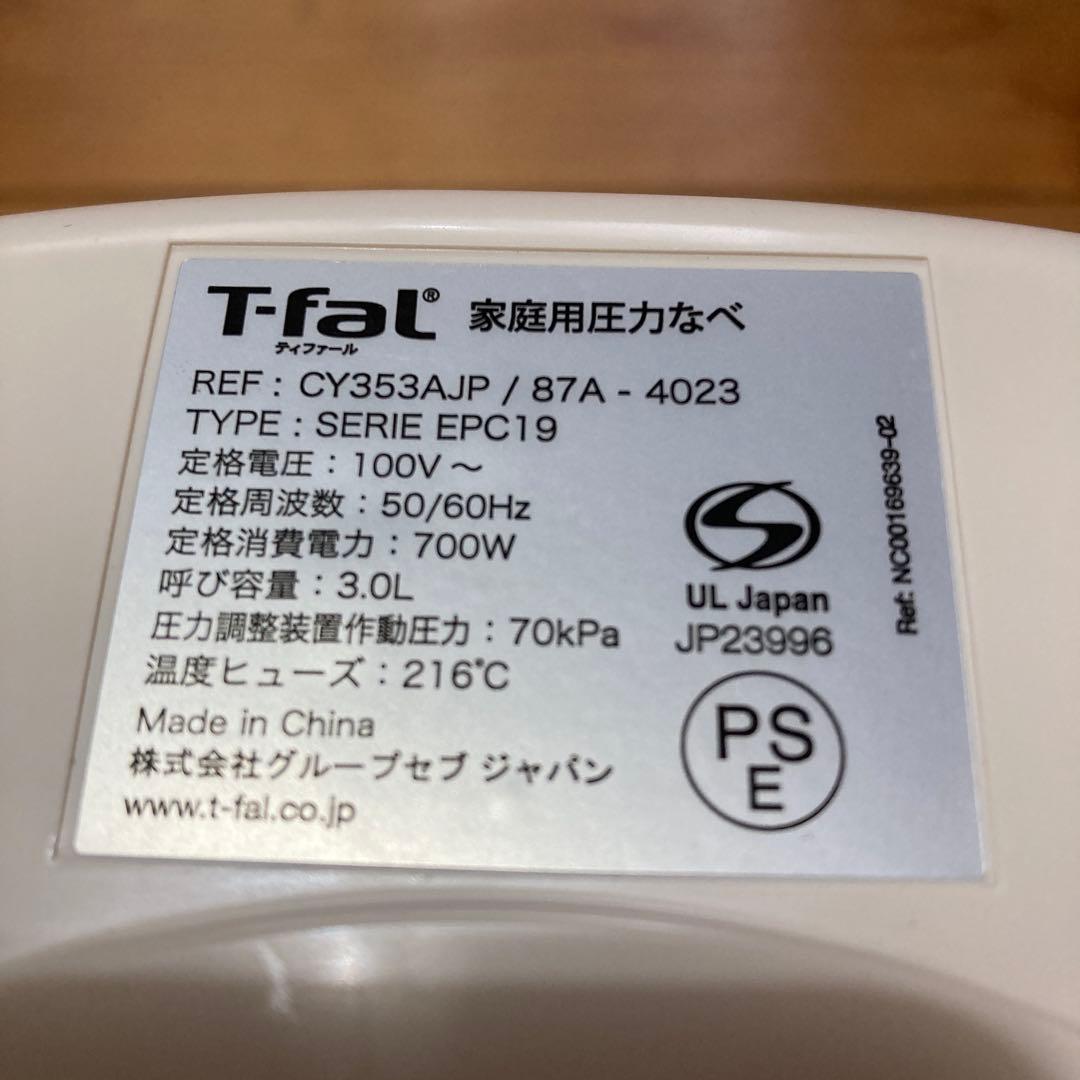 T-fal® 家庭用圧力なべ
ティファール
REF : CY353AJP / 87A - 4023
TYPE : SERIE EPC19
定格電圧 : 100V ～
定格周波数 : 50/60Hz
定格消費電力 : 700W
呼び容量 : 3.0L
圧力調整装置作動圧力 : 70kPa
温度ヒューズ : 216℃
Made in China
株式会社グループセブ ジャパン
www.t-fal.co.jp
S
UL Japan
JP23996
PS
E
Ref: NC00169639-02